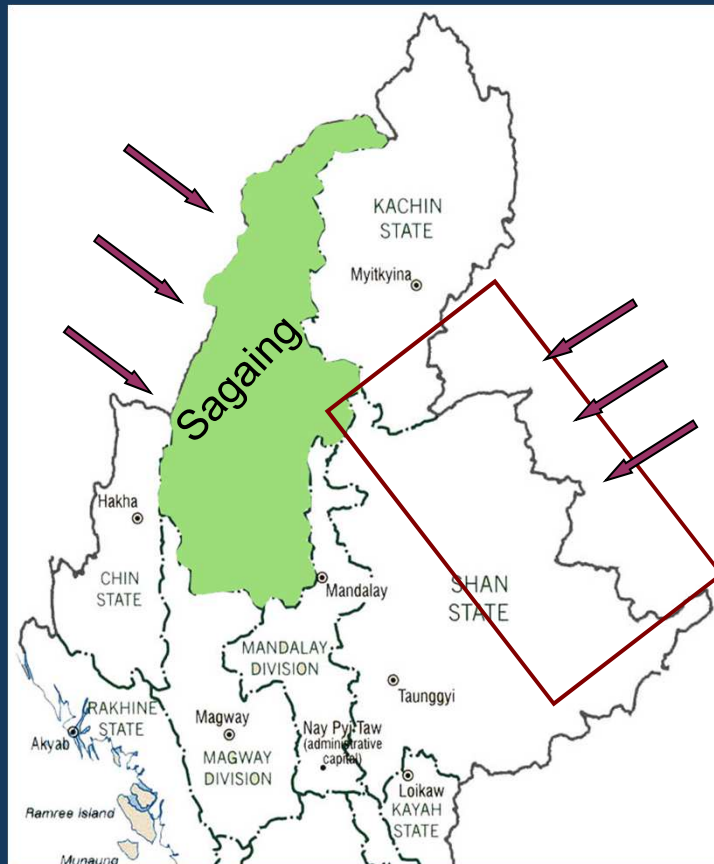 KACHIN
STATE
Myitkyina
Sagaing
Hakha
CHIN
STATE
Mandalay
SHAN
STATE
MANDALAY
DIVISION
Taunggyi
RAKHINE
STATE
Akyab
Magway
MAGWAY
DIVISION
Nay Pyi Taw
(administrative
capital)
Loikaw
KAYAH
STATE
Ramree Island
Munaung